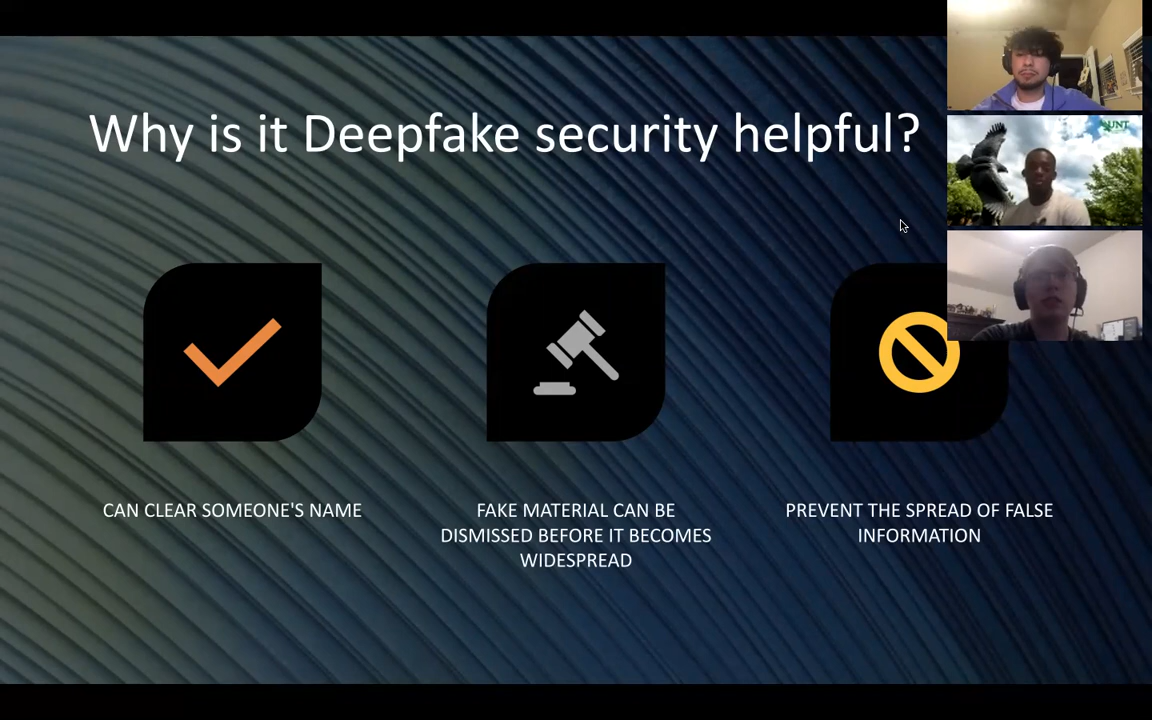 Why is it Deepfake security helpful?
UNT
CAN CLEAR SOMEONE'S NAME
FAKE MATERIAL CAN BE
DISMISSED BEFORE IT BECOMES
WIDESPREAD
PREVENT THE SPREAD OF FALSE
INFORMATION